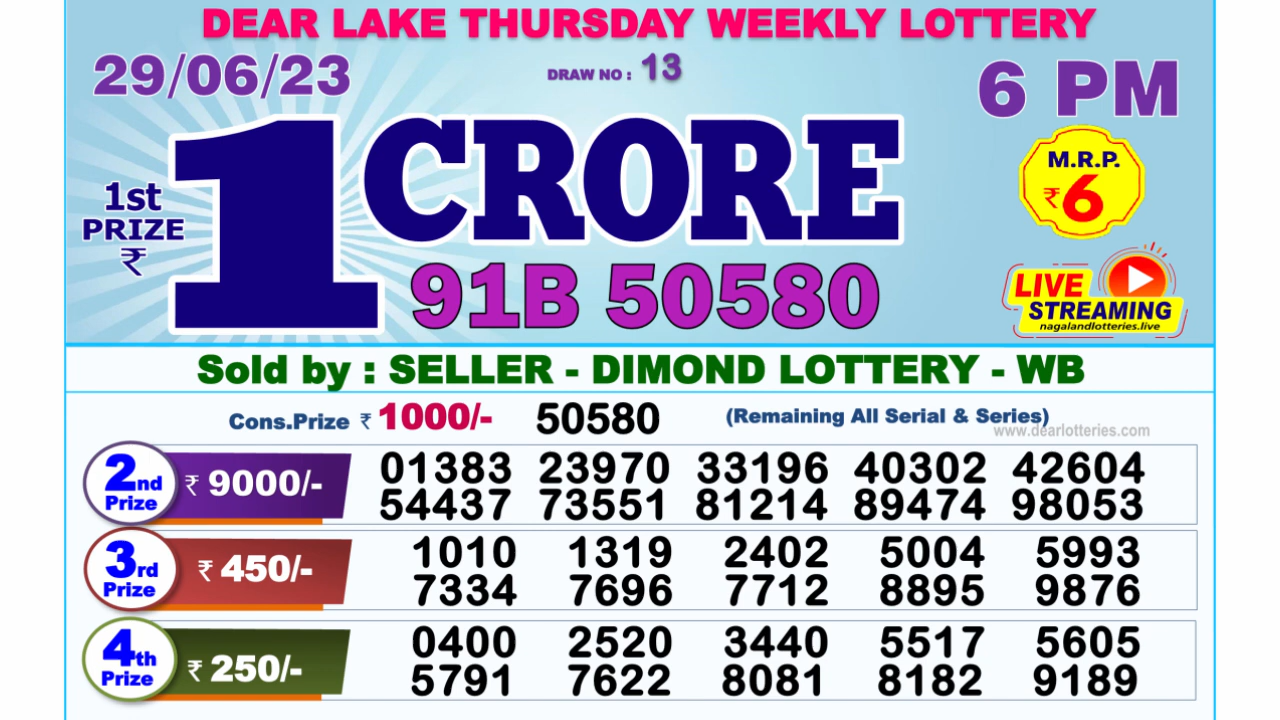 DEAR LAKE THURSDAY WEEKLY LOTTERY
29/06/23
DRAW NO : 13
6 PM
1st
PRIZE
₹
1 CRORE
91B 50580
M.R.P.
₹6
LIVE
STREAMING
nagalandlotteries.live
Sold by : SELLER - DIMOND LOTTERY - WB
Cons.Prize ₹ 1000/- 50580 (Remaining All Serial & Series)
www.dearlotteries.com
2nd Prize ₹ 9000/-
01383 23970 33196 40302 42604
54437 73551 81214 89474 98053
3rd Prize ₹ 450/-
1010 1319 2402 5004 5993
7334 7696 7712 8895 9876
4th Prize ₹ 250/-
0400 2520 3440 5517 5605
5791 7622 8081 8182 9189